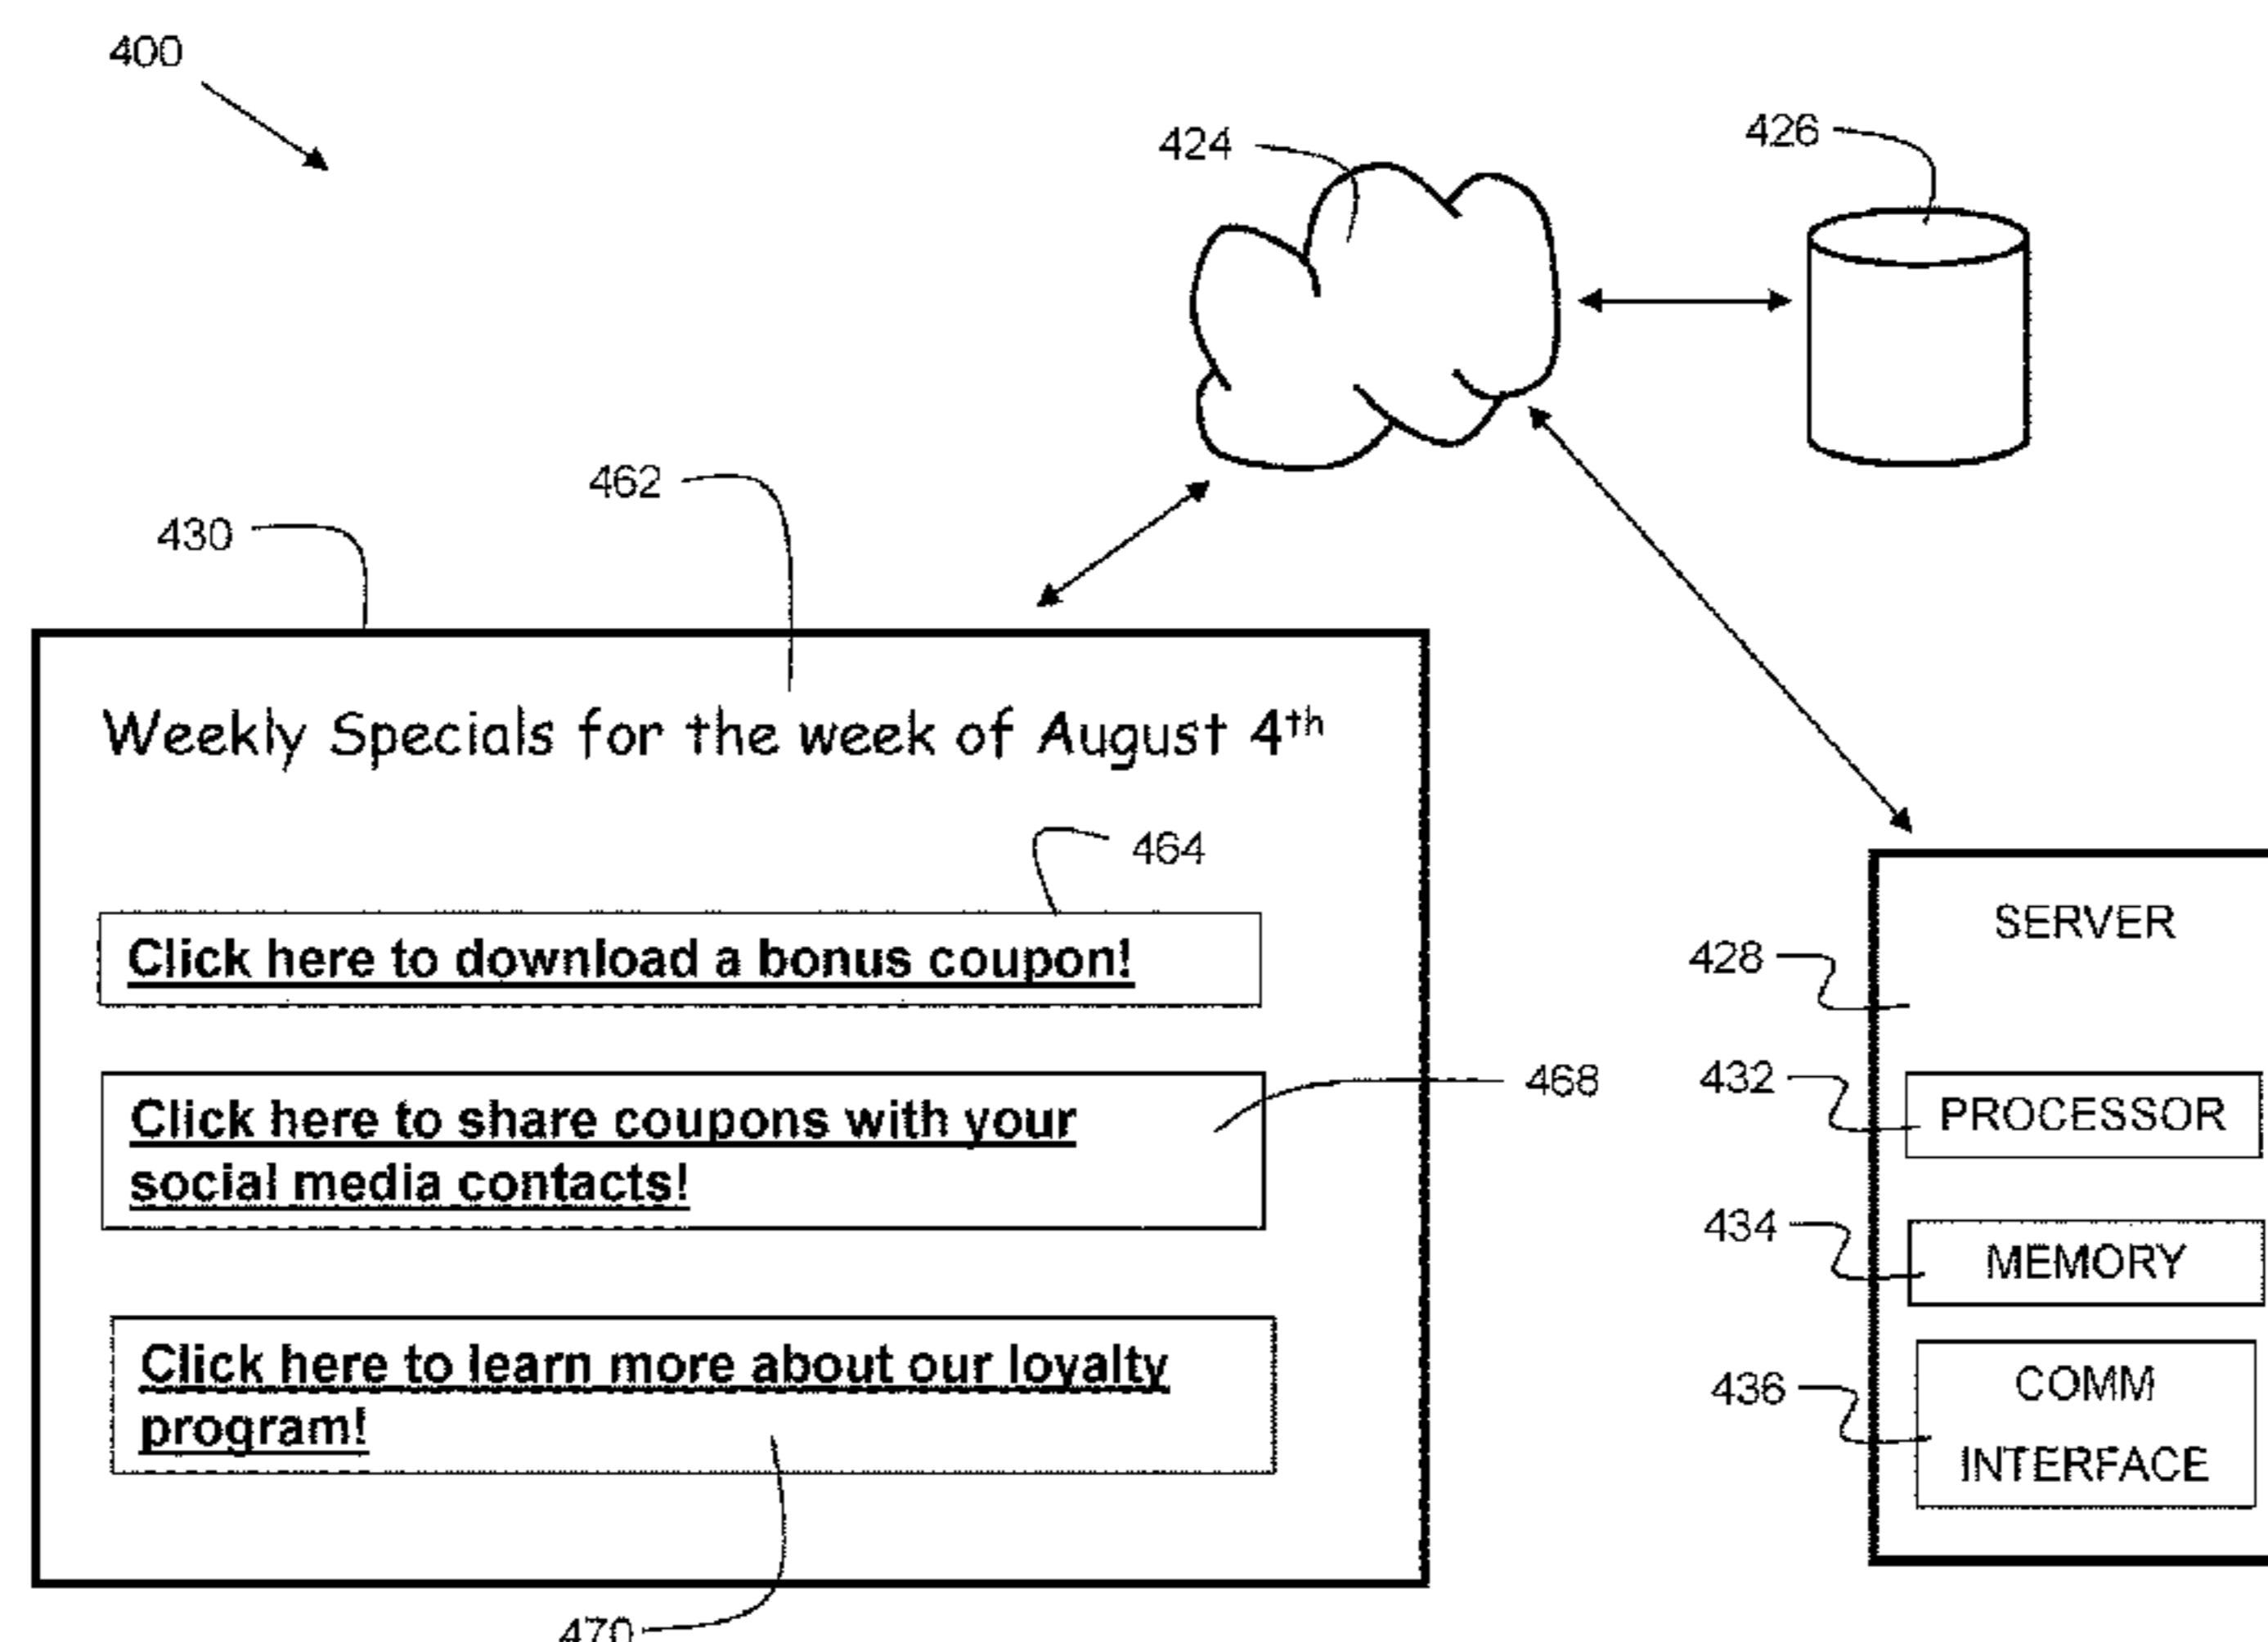 400
424
426
462
430
Weekly Specials for the week of August 4th
464
Click here to download a bonus coupon!
SERVER
428
468
Click here to share coupons with your
social media contacts!
432
PROCESSOR
434
MEMORY
Click here to learn more about our loyalty
program!
436
COMM
INTERFACE
470